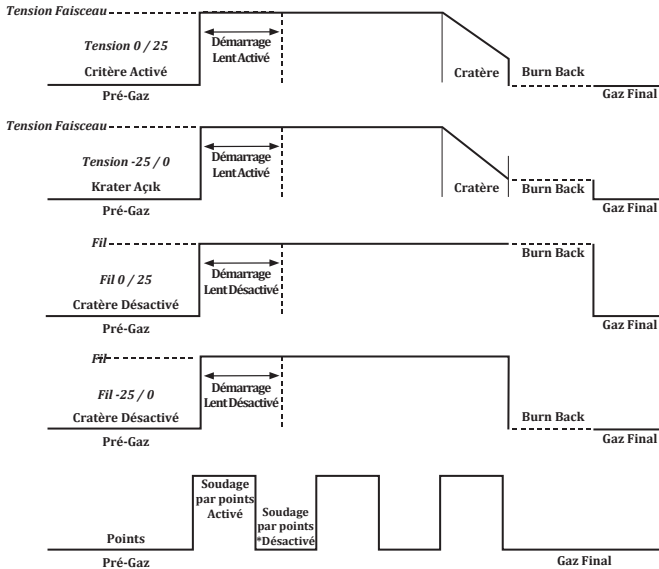 Tension Faisceau
Tension 0 / 25
Démarrage
Lent Activé
Critère Activé
Cratère
Burn Back
Pré-Gaz
Gaz Final
Tension Faisceau
Tension -25 / 0
Démarrage
Lent Activé
Krater Açık
Cratère
Burn Back
Pré-Gaz
Gaz Final
Fil
Burn Back
Fil 0 / 25
Démarrage
Lent Désactivé
Cratère Désactivé
Pré-Gaz
Gaz Final
Fil
Fil -25 / 0
Démarrage
Lent Désactivé
Cratère Désactivé
Burn Back
Pré-Gaz
Gaz Final
Soudage
par points
Activé
Soudage
par points
*Désactivé
Points
Pré-Gaz
Gaz Final